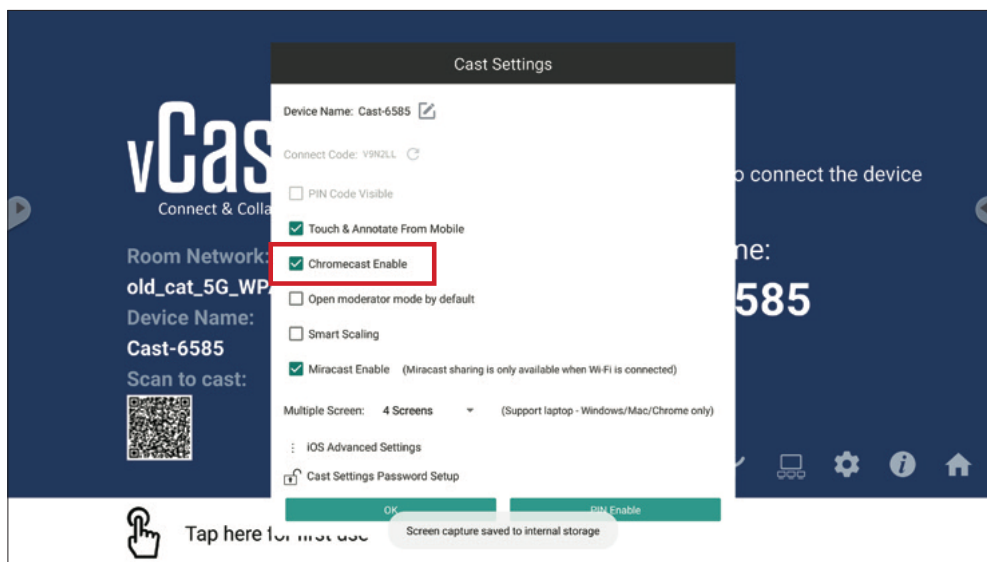 Cast Settings
Device Name: Cast-6585
Connect Code: V9N2LL
PIN Code Visible
Touch & Annotate From Mobile
Chromecast Enable
Open moderator mode by default
Smart Scaling
Miracast Enable (Miracast sharing is only available when Wi-Fi is connected)
Multiple Screen: 4 Screens (Support laptop - Windows/Mac/Chrome only)
iOS Advanced Settings
Cast Settings Password Setup
OK
PIN Enable
Screen capture saved to internal storage
vCas
Connect & Colla
Room Network:
old_cat_5G_WPA
Device Name:
Cast-6585
Scan to cast:
o connect the device
me:
585
Tap here for first use